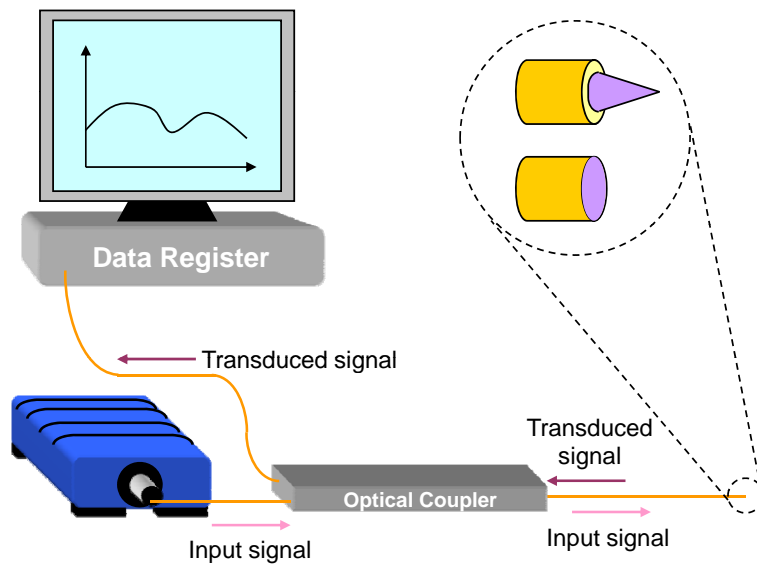 Data Register
Transduced signal
Transduced
signal
Optical Coupler
Input signal
Input signal